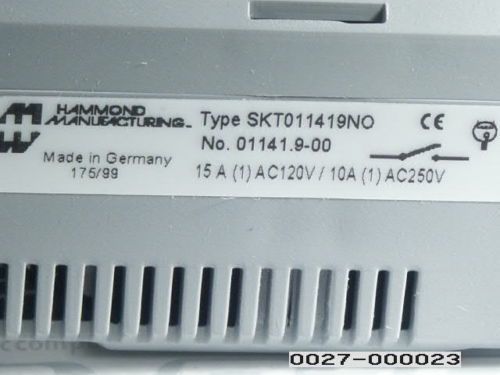 HAMMOND
MANUFACTURING
Type SKT011419NO
CE
No. 01141.9-00
Made in Germany
175/99
15 A (1) AC120V / 10A (1) AC250V
0027-000023